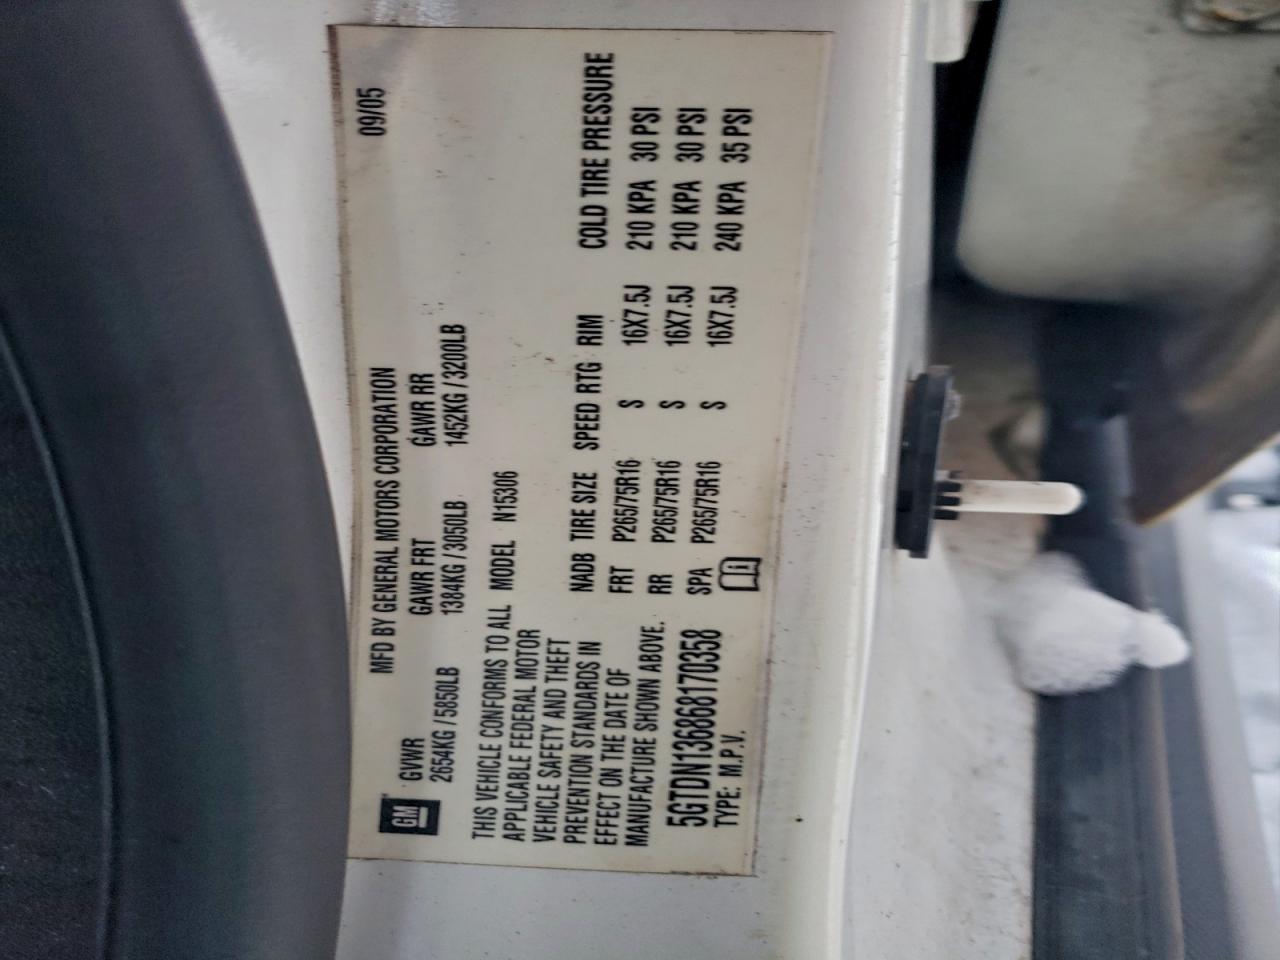 MFD BY GENERAL MOTORS CORPORATION 09/05
GM
GVWR GAWR FRT GAWR RR
2654KG / 5850LB 1384KG / 3050LB 1452KG / 3200LB
THIS VEHICLE CONFORMS TO ALL
APPLICABLE FEDERAL MOTOR
VEHICLE SAFETY AND THEFT
PREVENTION STANDARDS IN
EFFECT ON THE DATE OF
MANUFACTURE SHOWN ABOVE.
5GTDN136868170358
TYPE: M.P.V.
MODEL N15306
NADB TIRE SIZE SPEED RTG RIM COLD TIRE PRESSURE
FRT P265/75R16 S 16X7.5J 210 KPA 30 PSI
RR P265/75R16 S 16X7.5J 210 KPA 30 PSI
SPA P265/75R16 S 16X7.5J 240 KPA 35 PSI